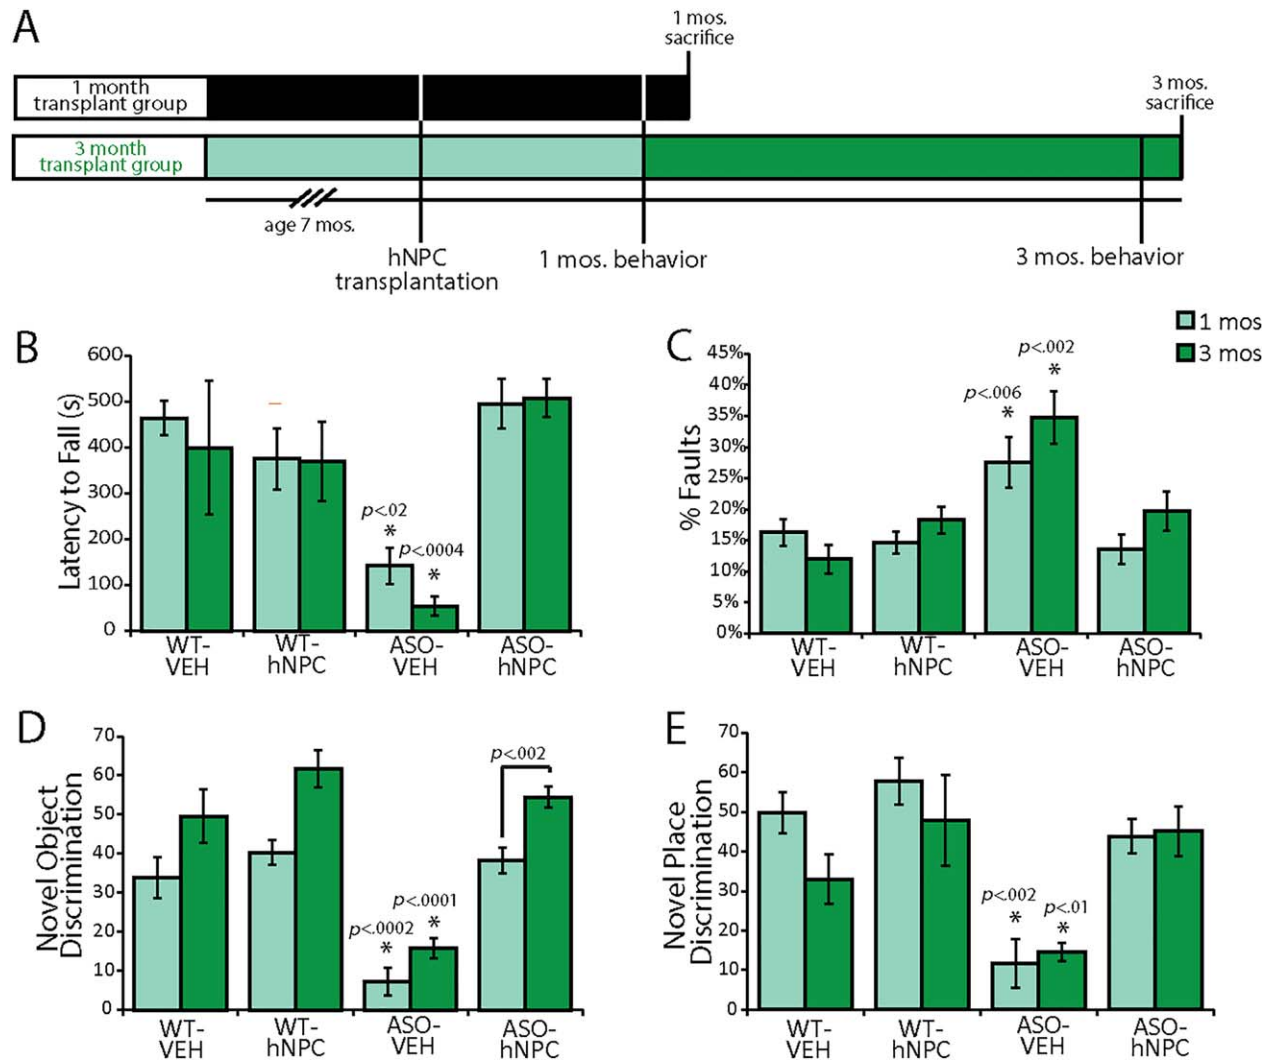 A
1 mos.
sacrifice
1 month
transplant group
3 mos.
sacrifice
3 month
transplant group
age 7 mos.
hNPC
transplantation
1 mos. behavior
3 mos. behavior
1 mos
3 mos
B
Latency to Fall (s)
600
500
400
300
200
100
0
p<.02
*
p<.0004
*
WT-
VEH
WT-
hNPC
ASO-
VEH
ASO-
hNPC
C
% Faults
45%
40%
35%
30%
25%
20%
15%
10%
5%
0%
p<.002
*
p<.006
*
WT-
VEH
WT-
hNPC
ASO-
VEH
ASO-
hNPC
D
Novel Object
Discrimination
70
60
50
40
30
20
10
0
p<.002
p<.0001
*
p<.0002
*
WT-
VEH
WT-
hNPC
ASO-
VEH
ASO-
hNPC
E
Novel Place
Discrimination
70
60
50
40
30
20
10
0
p<.002
*
p<.01
*
WT-
VEH
WT-
hNPC
ASO-
VEH
ASO-
hNPC